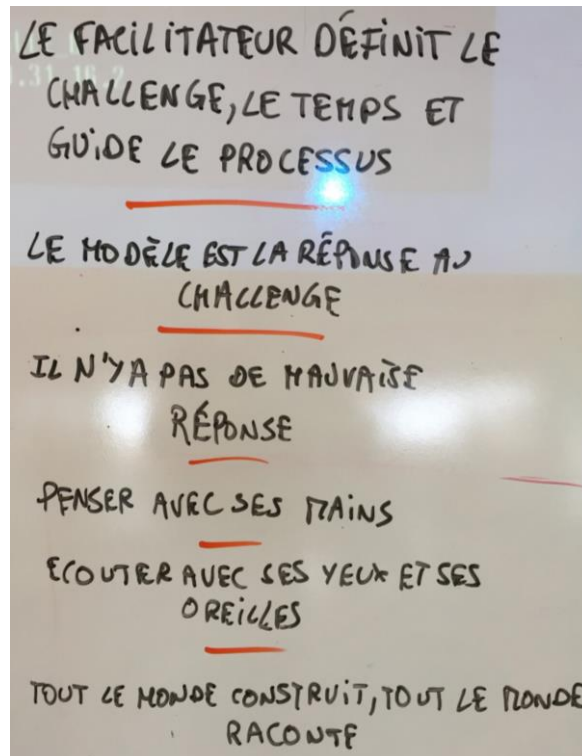 LE FACILITATEUR DÉFINIT LE
CHALLENGE, LE TEMPS ET
GUIDE LE PROCESSUS
LE MODÈLE EST LA RÉPONSE AU
CHALLENGE
IL N'Y A PAS DE MAUVAISE
RÉPONSE
PENSER AVEC SES MAINS
ECOUTER AVEC SES YEUX ET SES
OREILLES
TOUT LE MONDE CONSTRUIT, TOUT LE MONDE
RACONTE